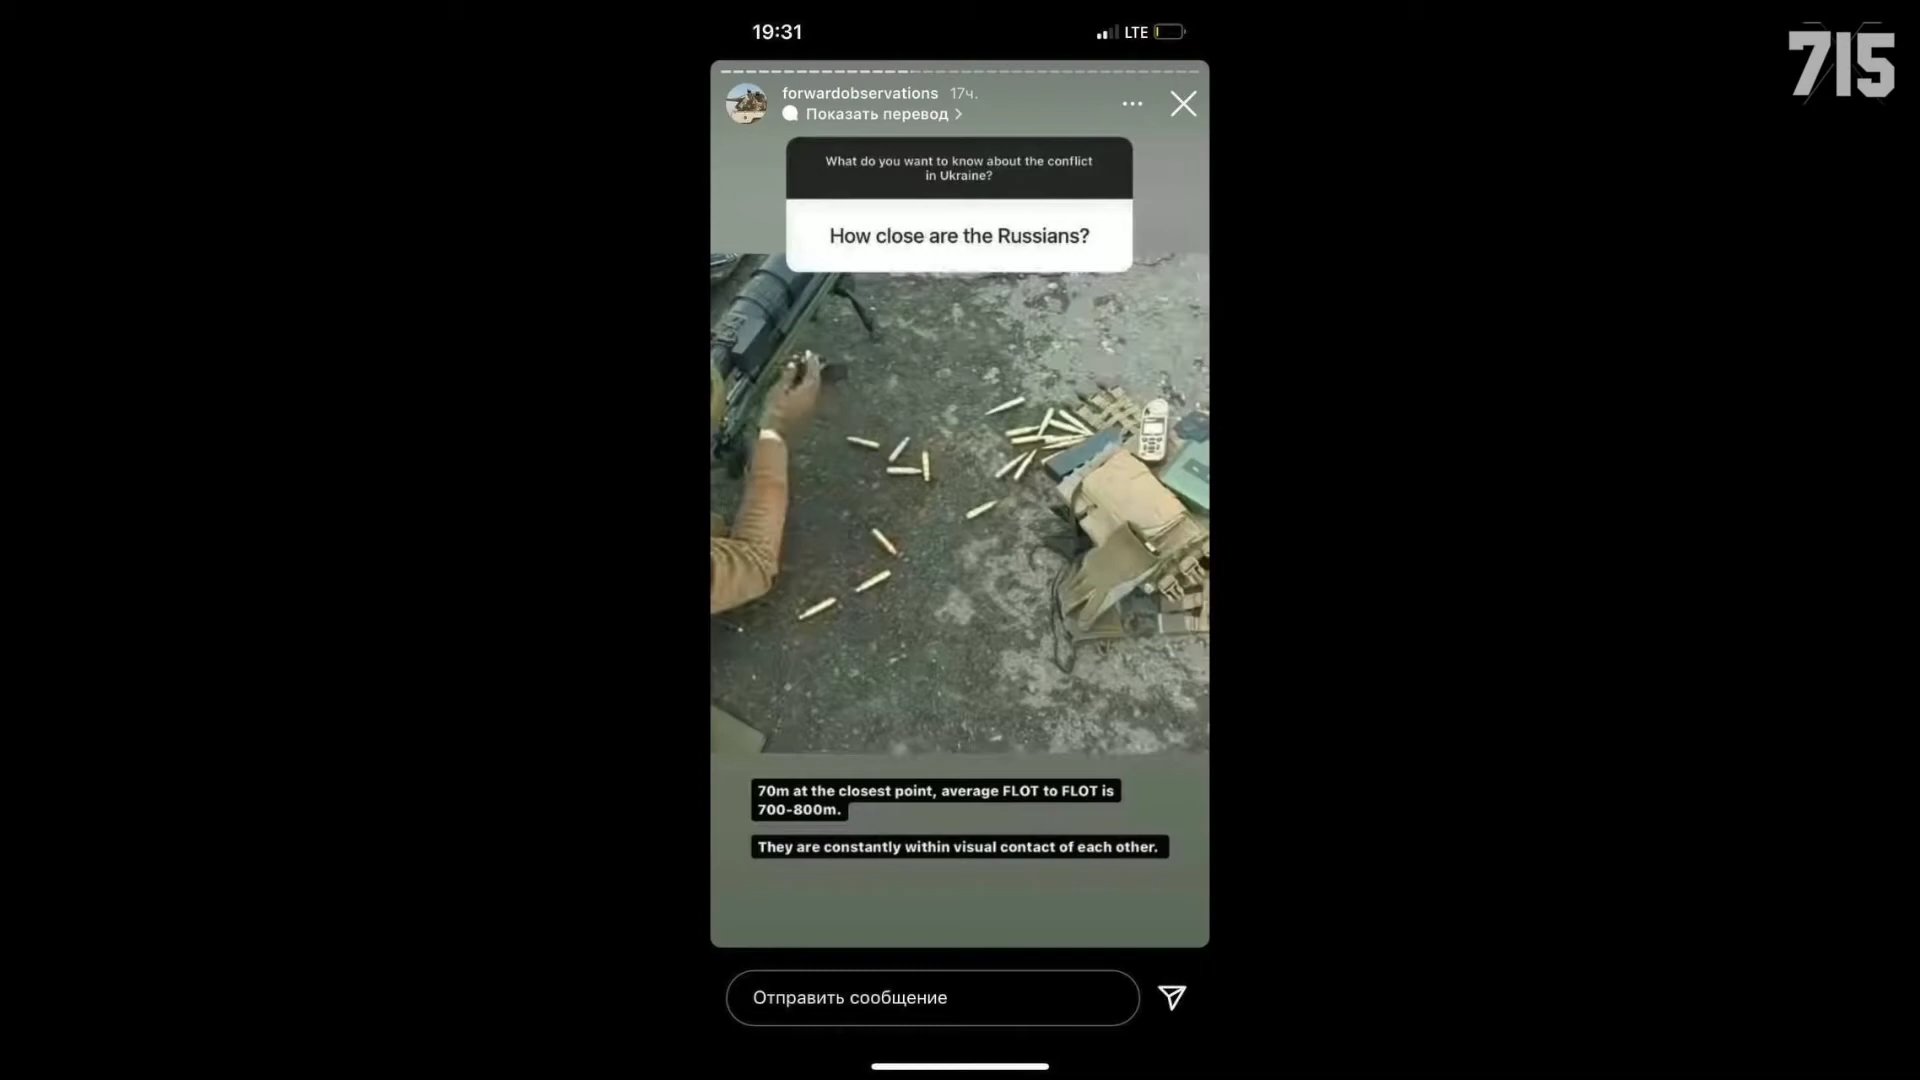 19:31
LTE
715
forwardobservations 17ч.
Показать перевод
What do you want to know about the conflict
in Ukraine?
How close are the Russians?
70m at the closest point, average FLOT to FLOT is
700-800m.
They are constantly within visual contact of each other.
Отправить сообщение